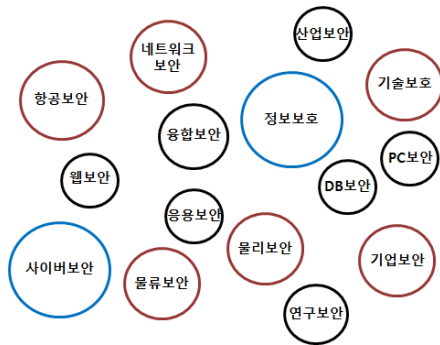 산업보안
네트워크
보안
기술보호
항공보안
정보보호
융합보안
PC보안
웹보안
DB보안
응용보안
물리보안
기업보안
사이버보안
물류보안
연구보안